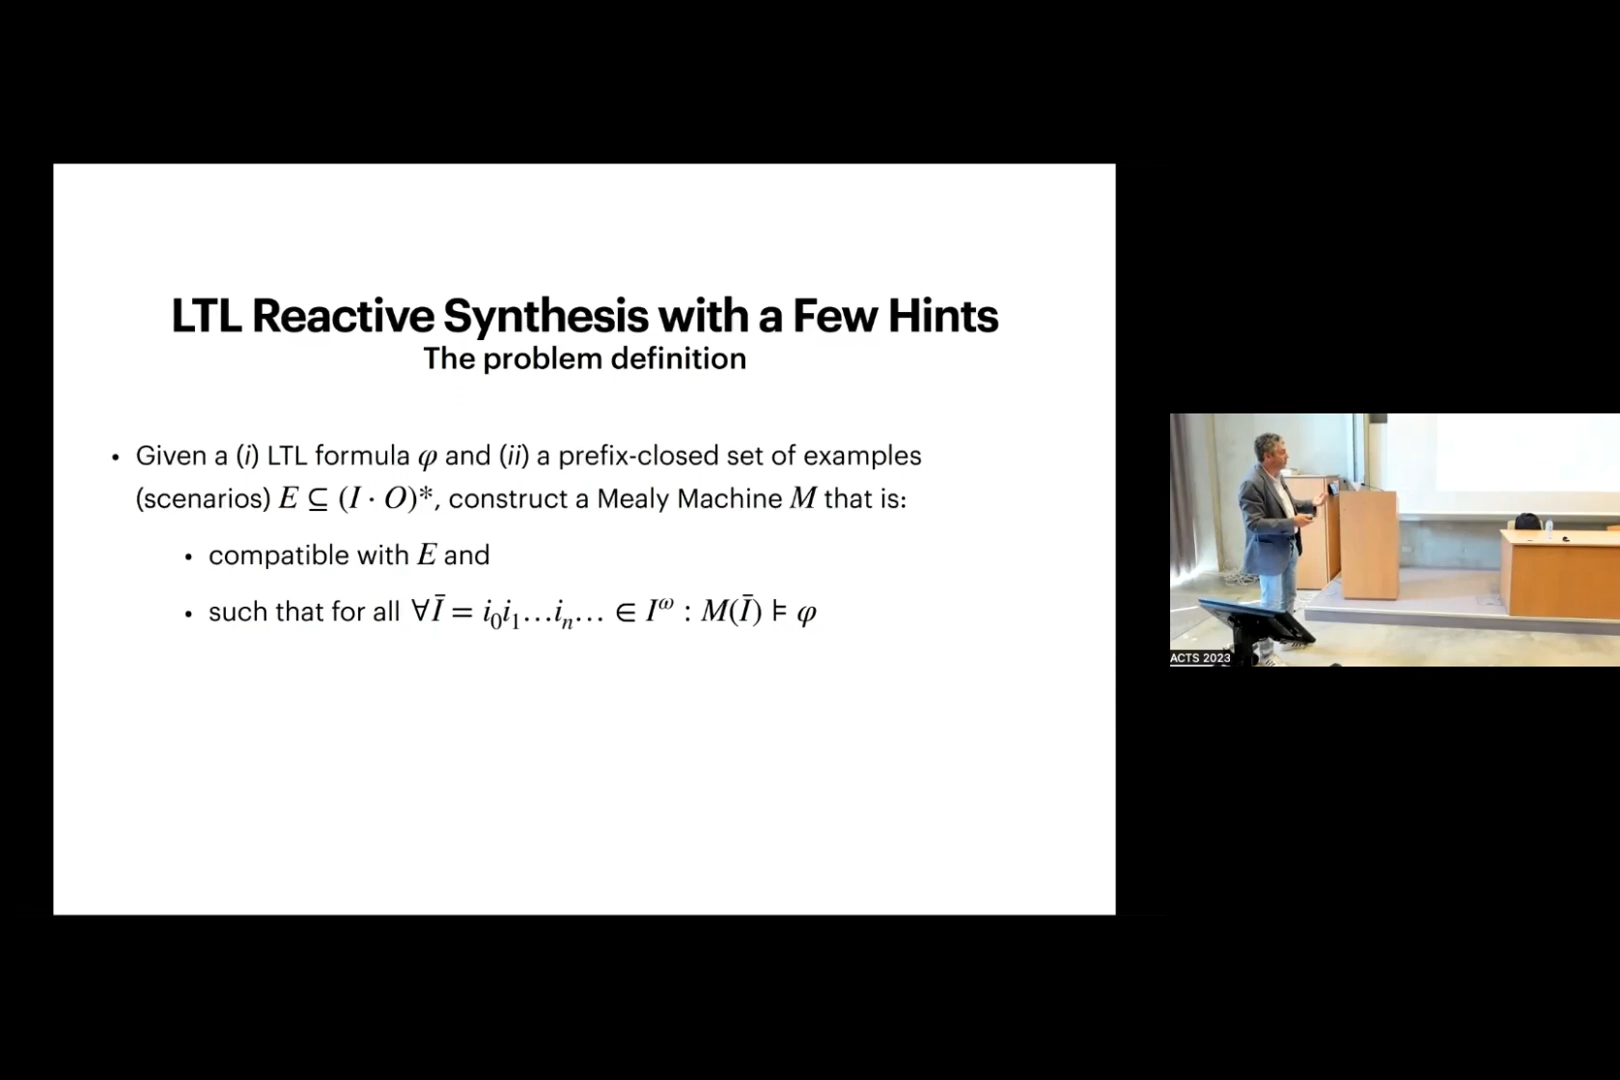 LTL Reactive Synthesis with a Few Hints
The problem definition
• Given a (i) LTL formula φ and (ii) a prefix-closed set of examples
(scenarios) E ⊆ (I · O)*, construct a Mealy Machine M that is:
• compatible with E and
• such that for all ∀Ī = i₀i₁…iₙ… ∈ I^ω : M(Ī) ⊧ φ
ACTS 2023